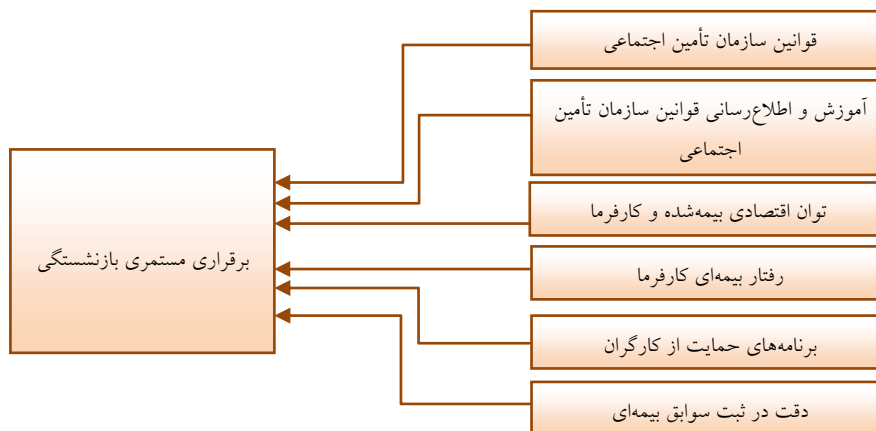 قوانین سازمان تأمین اجتماعی
آموزش و اطلاع‌رسانی قوانین سازمان تأمین
اجتماعی
توان اقتصادی بیمه‌شده و کارفرما
رفتار بیمه‌ای کارفرما
برنامه‌های حمایت از کارگران
دقت در ثبت سوابق بیمه‌ای
برقراری مستمری بازنشستگی